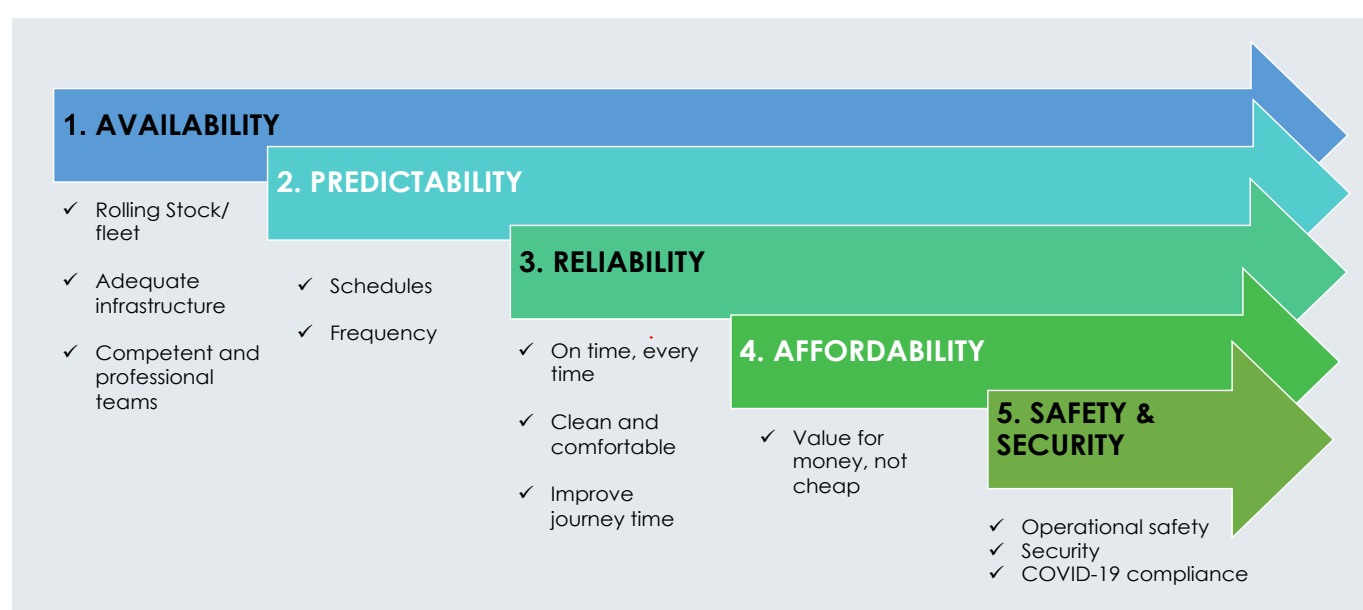 1. AVAILABILITY
✓ Rolling Stock/
fleet
✓ Adequate
infrastructure
✓ Competent and
professional
teams
2. PREDICTABILITY
✓ Schedules
✓ Frequency
3. RELIABILITY
✓ On time, every
time
✓ Clean and
comfortable
✓ Improve
journey time
4. AFFORDABILITY
✓ Value for
money, not
cheap
5. SAFETY &
SECURITY
✓ Operational safety
✓ Security
✓ COVID-19 compliance